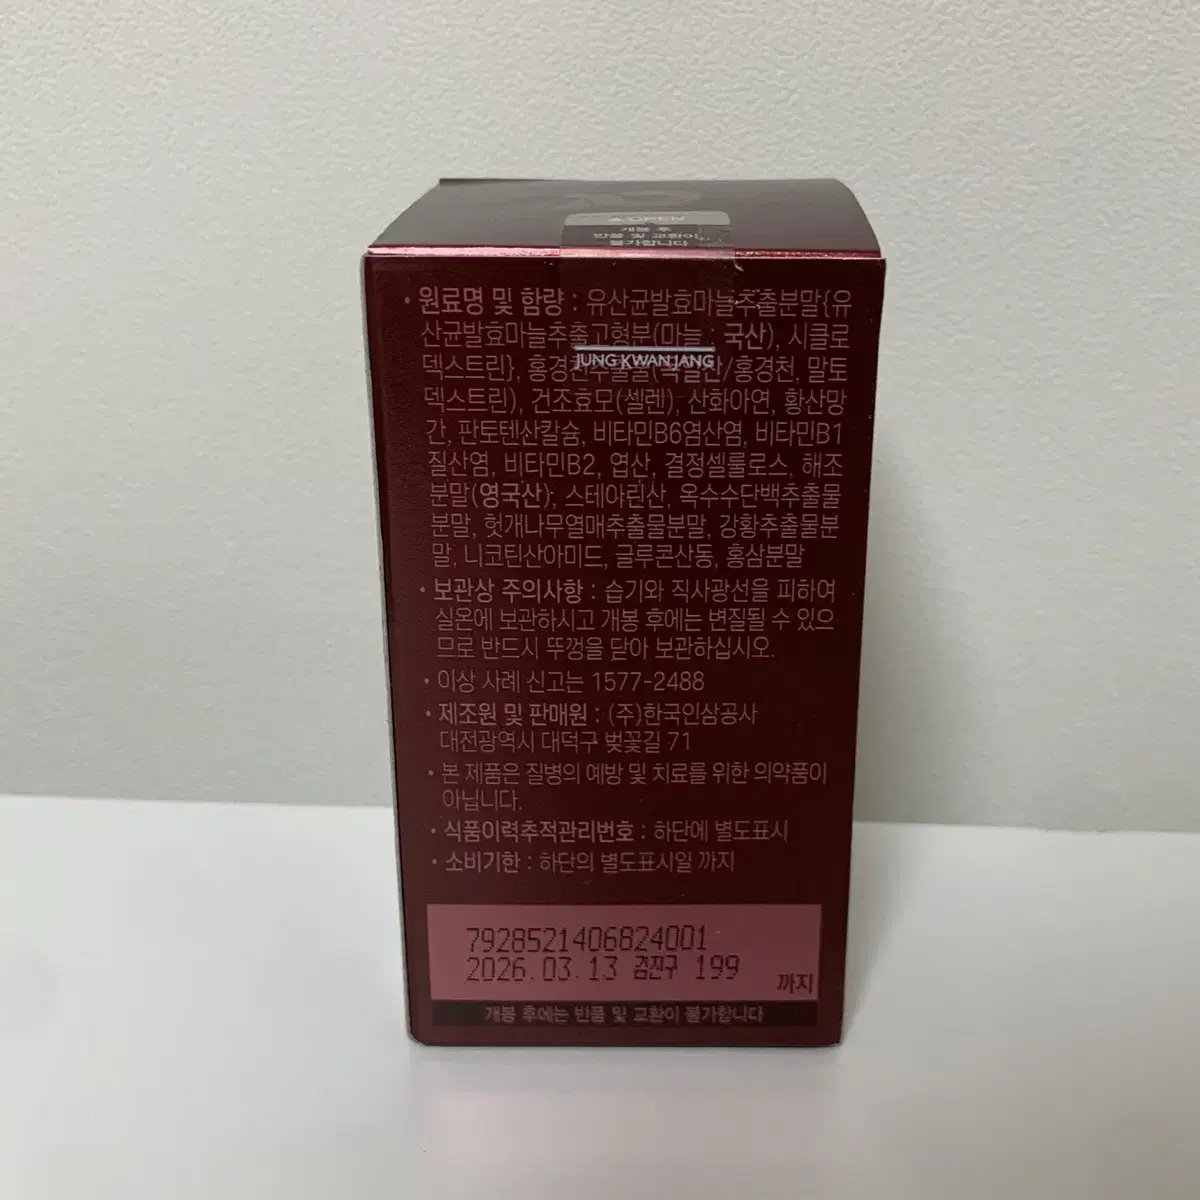 ▲ OPEN
개봉 후
반품 및 교환이
불가합니다
• 원료명 및 함량 : 유산균발효마늘추출분말{유
산균발효마늘추출고형분(마늘 : 국산), 시클로
JUNG KWAN JANG
덱스트린}, 홍경천추출물(/홍경천, 말토
덱스트린), 건조효모(셀렌), 산화아연, 황산망
간, 판토텐산칼슘, 비타민B6염산염, 비타민B1
질산염, 비타민B2, 엽산, 결정셀룰로스, 해조
분말(영국산), 스테아린산, 옥수수단백추출물
분말, 헛개나무열매추출물분말, 강황추출물분
말, 니코틴산아미드, 글루콘산동, 홍삼분말
• 보관상 주의사항 : 습기와 직사광선을 피하여
실온에 보관하시고 개봉 후에는 변질될 수 있으
므로 반드시 뚜껑을 닫아 보관하십시오.
• 이상 사례 신고는 1577-2488
• 제조원 및 판매원 : (주)한국인삼공사
대전광역시 대덕구 벚꽃길 71
• 본 제품은 질병의 예방 및 치료를 위한 의약품이
아닙니다.
• 식품이력추적관리번호 : 하단에 별도표시
• 소비기한 : 하단의 별도표시일 까지
7928521406824001
2026.03.13 김진구 199
까지
개봉 후에는 반품 및 교환이 불가합니다